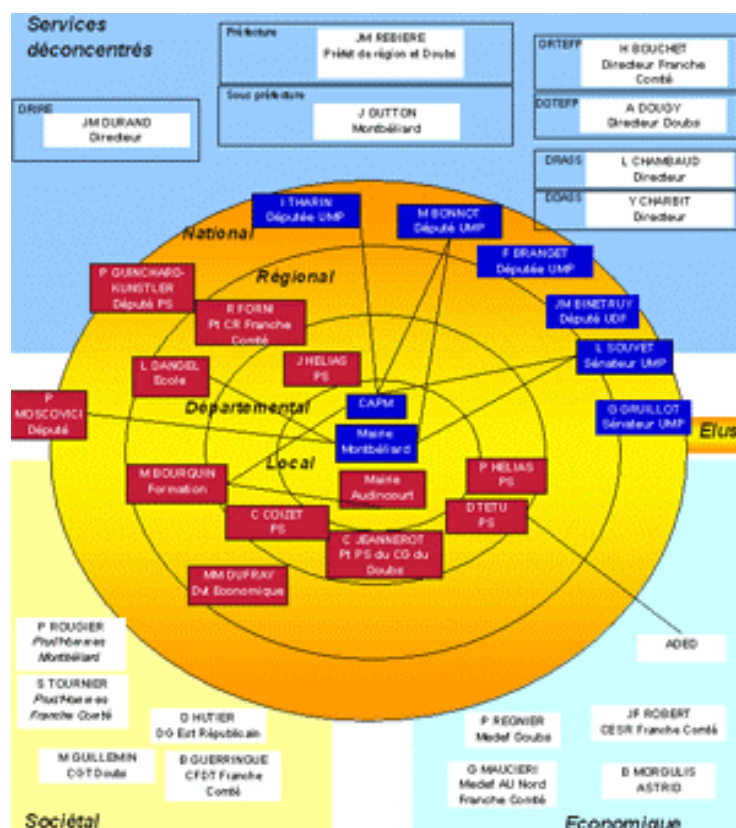 Services
déconcentrés
Préfecture
JM REBIERE
Préfet de région et Doubs
Sous préfecture
J DUTTON
Montbéliard
DRIRE
JM DURAND
Directeur
DRTEFP
H BOUCHET
Directeur Franche
Comté
DDTEFP
A DOUGY
Directeur Doubs
DRASS
L CHAMBAUD
Directeur
DDASS
Y CHARBIT
Directeur
I THARIN
Députée UMP
M BONNOT
Député UMP
F BRANGET
Députée UMP
JM BINETRUY
Député UDF
L SOUVET
Sénateur UMP
G GRUILLOT
Sénateur UMP
National
Régional
Départemental
Local
Elus
P GUINCHARD-
KUNSTLER
Député PS
R FORNI
Pt CR Franche
Comté
L DANGEL
Ecole
J HELIAS
PS
P
MOSCOVICI
Député
CAPM
Mairie
Montbéliard
M BOURQUIN
Formation
Mairie
Audincourt
P HELIAS
PS
D TETU
PS
C COIZET
PS
C JEANNEROT
Pt PS du CG du
Doubs
MM DUFRAY
Dvt Economique
P ROUGIER
Prud'Hommes
Montbéliard
S TOURNIER
Prud'Hommes
Franche Comté
D HUTIER
DG Est Républicain
M GUILLEMIN
CGT Doubs
B GUERRINGUE
CFDT Franche
Comté
Sociétal
ADED
P REGNIER
Medef Doubs
JF ROBERT
CESR Franche Comté
G MAUCIERI
Medef AU Nord
Franche Comté
B MORGULIS
ASTRID
Economique